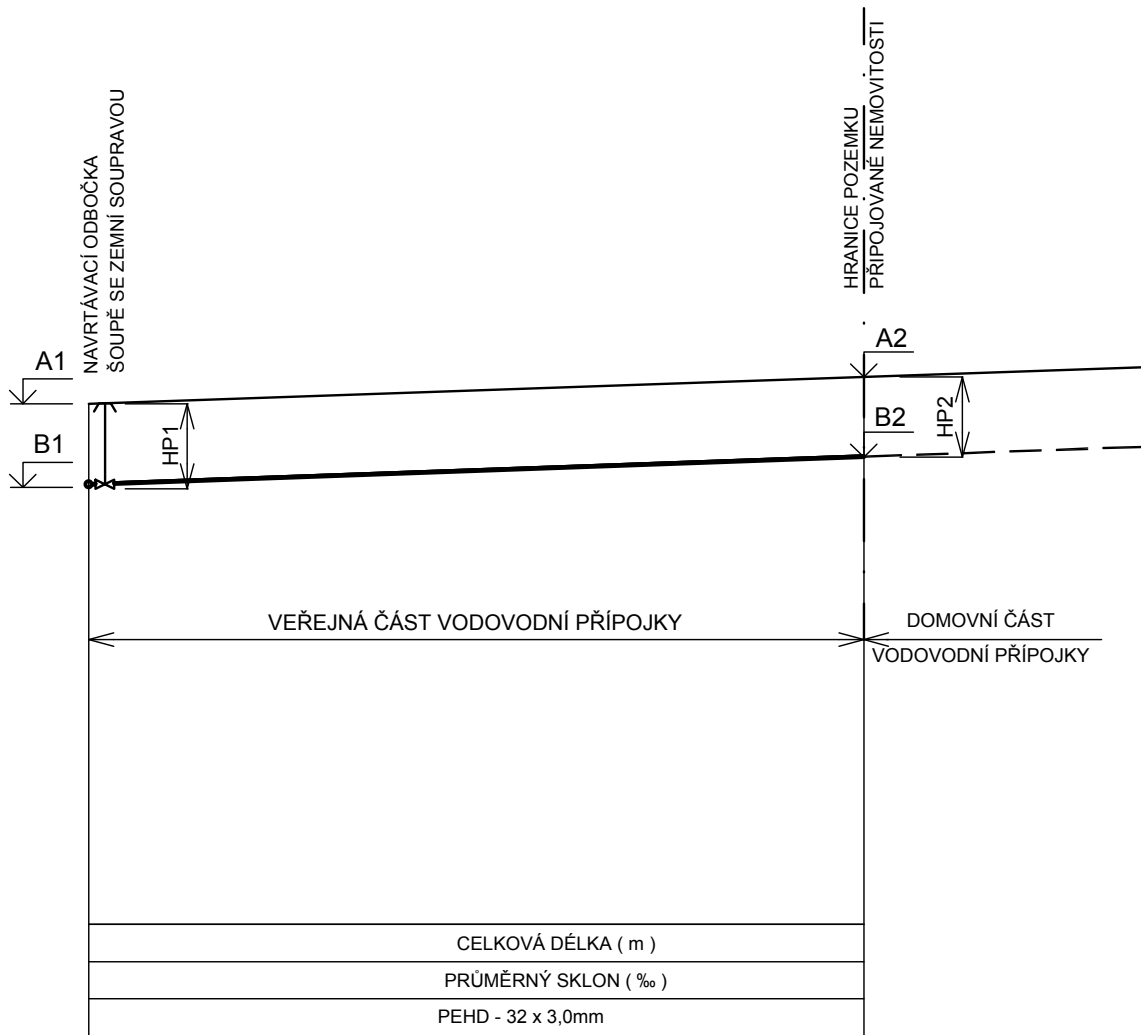 NAVRTÁVACÍ ODBOČKA
ŠOUPĚ SE ZEMNÍ SOUPRAVOU
HRANICE POZEMKU
PŘIPOJOVANÉ NEMOVITOSTI
A1
A2
B1
B2
HP1
HP2
VEŘEJNÁ ČÁST VODOVODNÍ PŘÍPOJKY
DOMOVNÍ ČÁST
VODOVODNÍ PŘÍPOJKY
CELKOVÁ DÉLKA ( m )
PRŮMĚRNÝ SKLON ( ‰ )
PEHD - 32 x 3,0mm